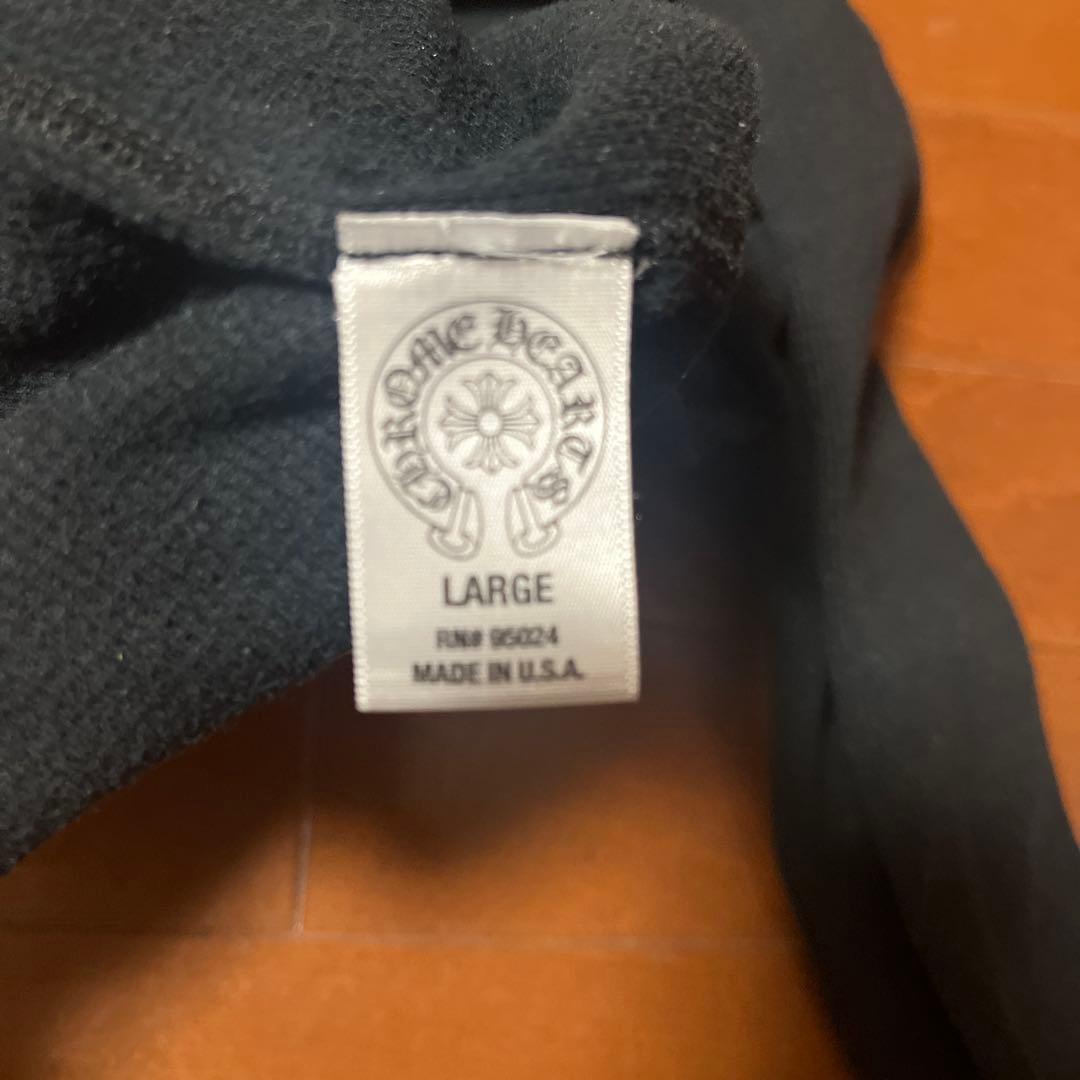 CHROME HEARTS
LARGE
RN# 95024
MADE IN U.S.A.